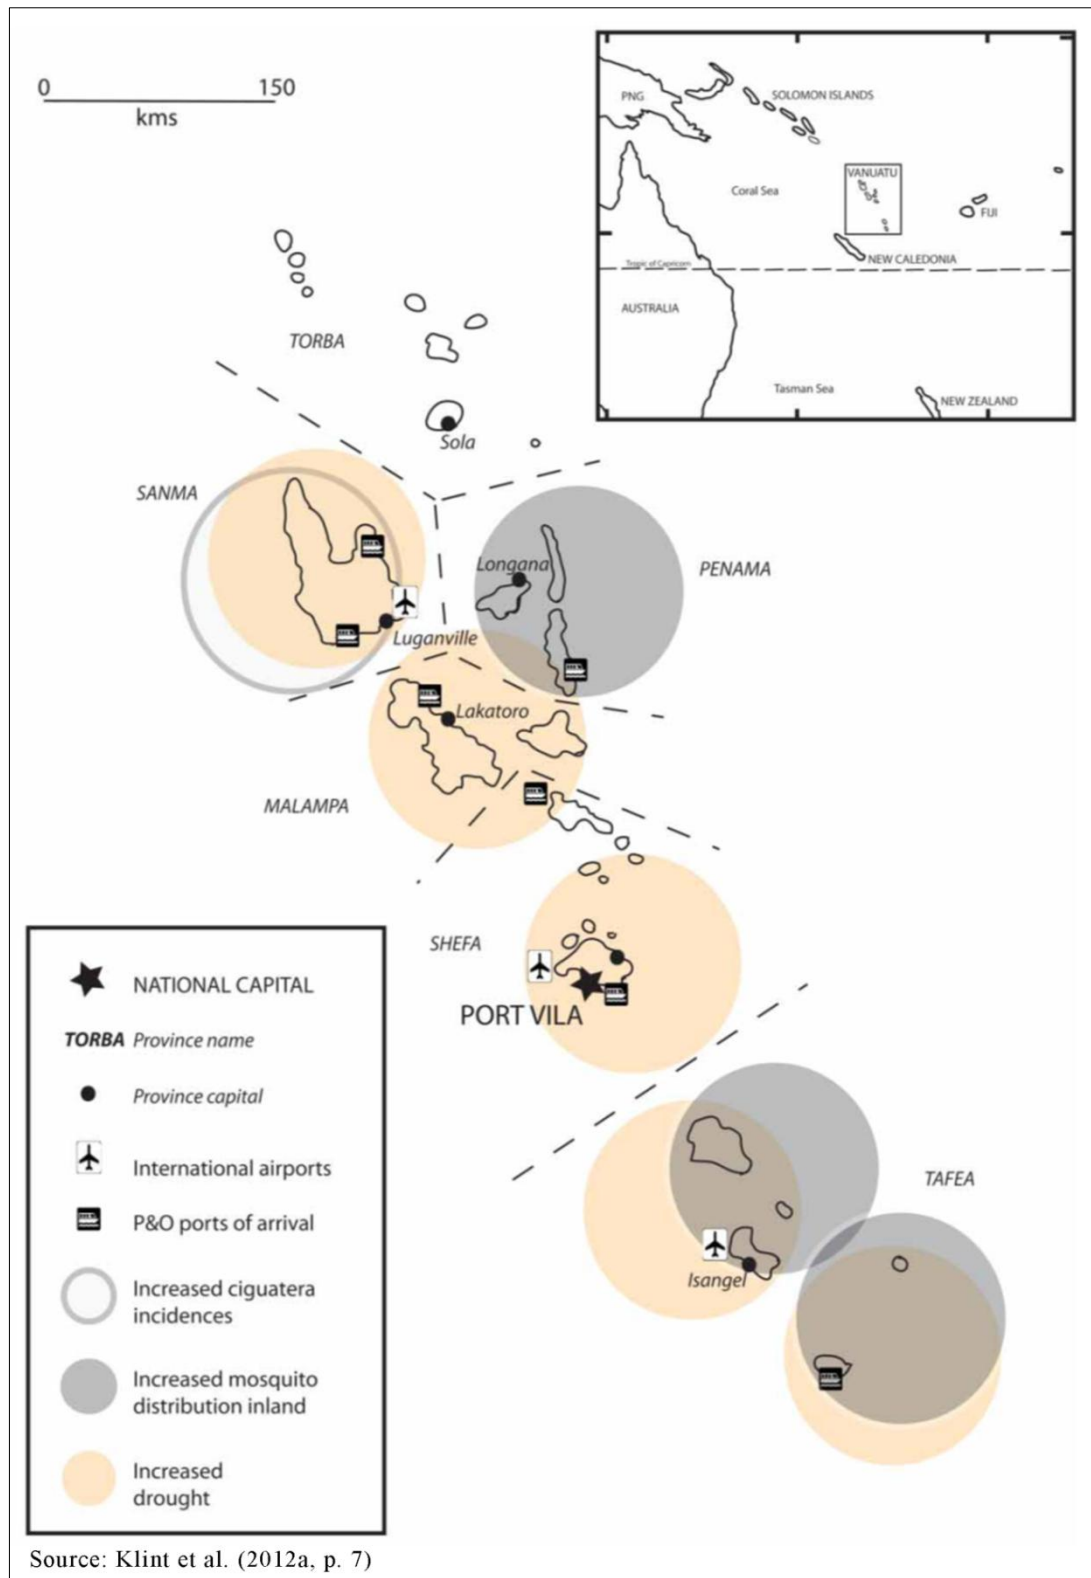 0 150
kms
PNG
SOLOMON ISLANDS
Coral Sea
VANUATU
FIJI
NEW CALEDONIA
Tropic of Capricorn
AUSTRALIA
Tasman Sea
NEW ZEALAND
TORBA
Sola
SANMA
Longana
PENAMA
Luganville
Lakatoro
MALAMPA
SHEFA
PORT VILA
TAFEA
Isangel
NATIONAL CAPITAL
TORBA Province name
Province capital
International airports
P&O ports of arrival
Increased ciguatera
incidences
Increased mosquito
distribution inland
Increased
drought
Source: Klint et al. (2012a, p. 7)